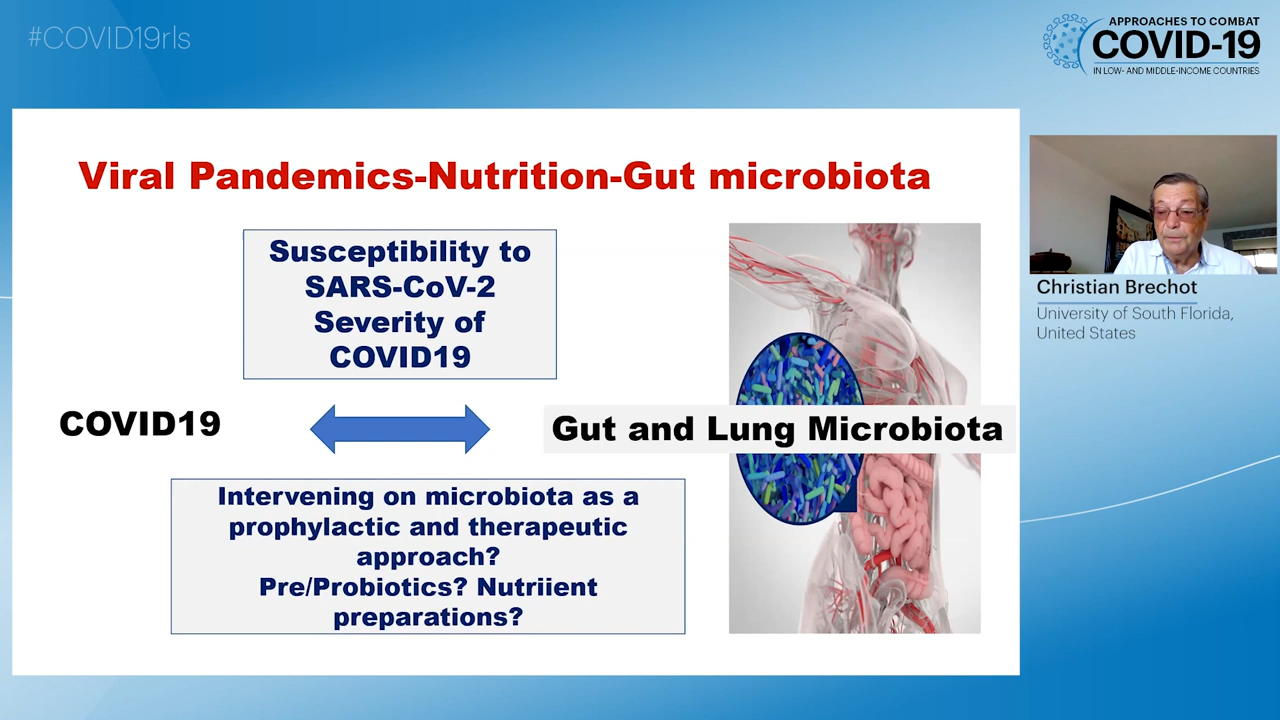 #COVID19rls
APPROACHES TO COMBAT
COVID-19
IN LOW- AND MIDDLE-INCOME COUNTRIES
Viral Pandemics-Nutrition-Gut microbiota
Susceptibility to
SARS-CoV-2
Severity of
COVID19
COVID19
Gut and Lung Microbiota
Intervening on microbiota as a
prophylactic and therapeutic
approach?
Pre/Probiotics? Nutriient
preparations?
Christian Brechot
University of South Florida,
United States